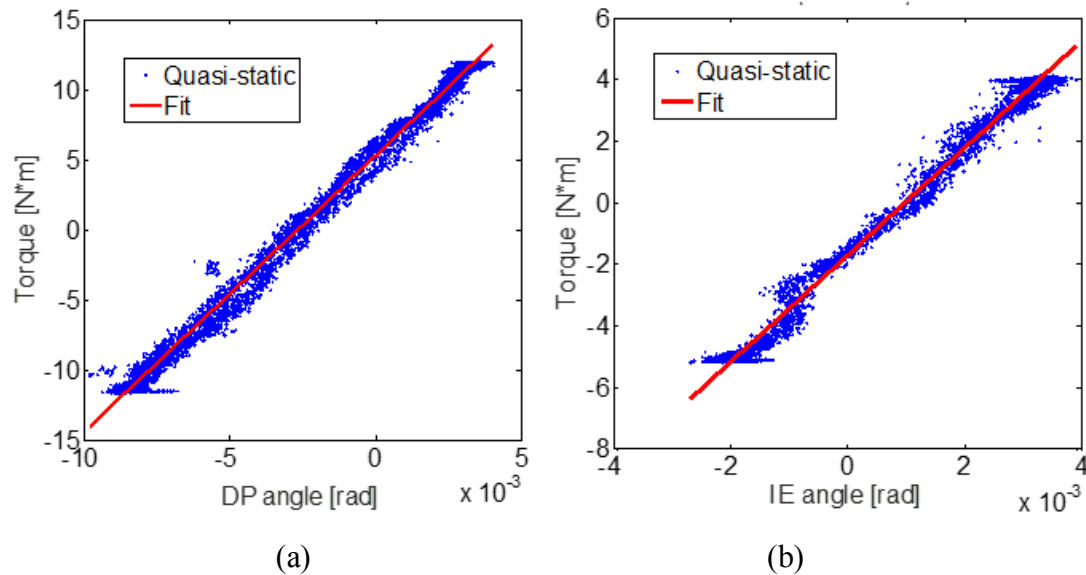 15
10
5
0
-5
-10
-15
Torque [N*m]
Quasi-static
Fit
-10
-5
0
5
x 10⁻³
DP angle [rad]
(a)
6
4
2
0
-2
-4
-6
-8
Torque [N*m]
Quasi-static
Fit
-4
-2
0
2
4
x 10⁻³
IE angle [rad]
(b)